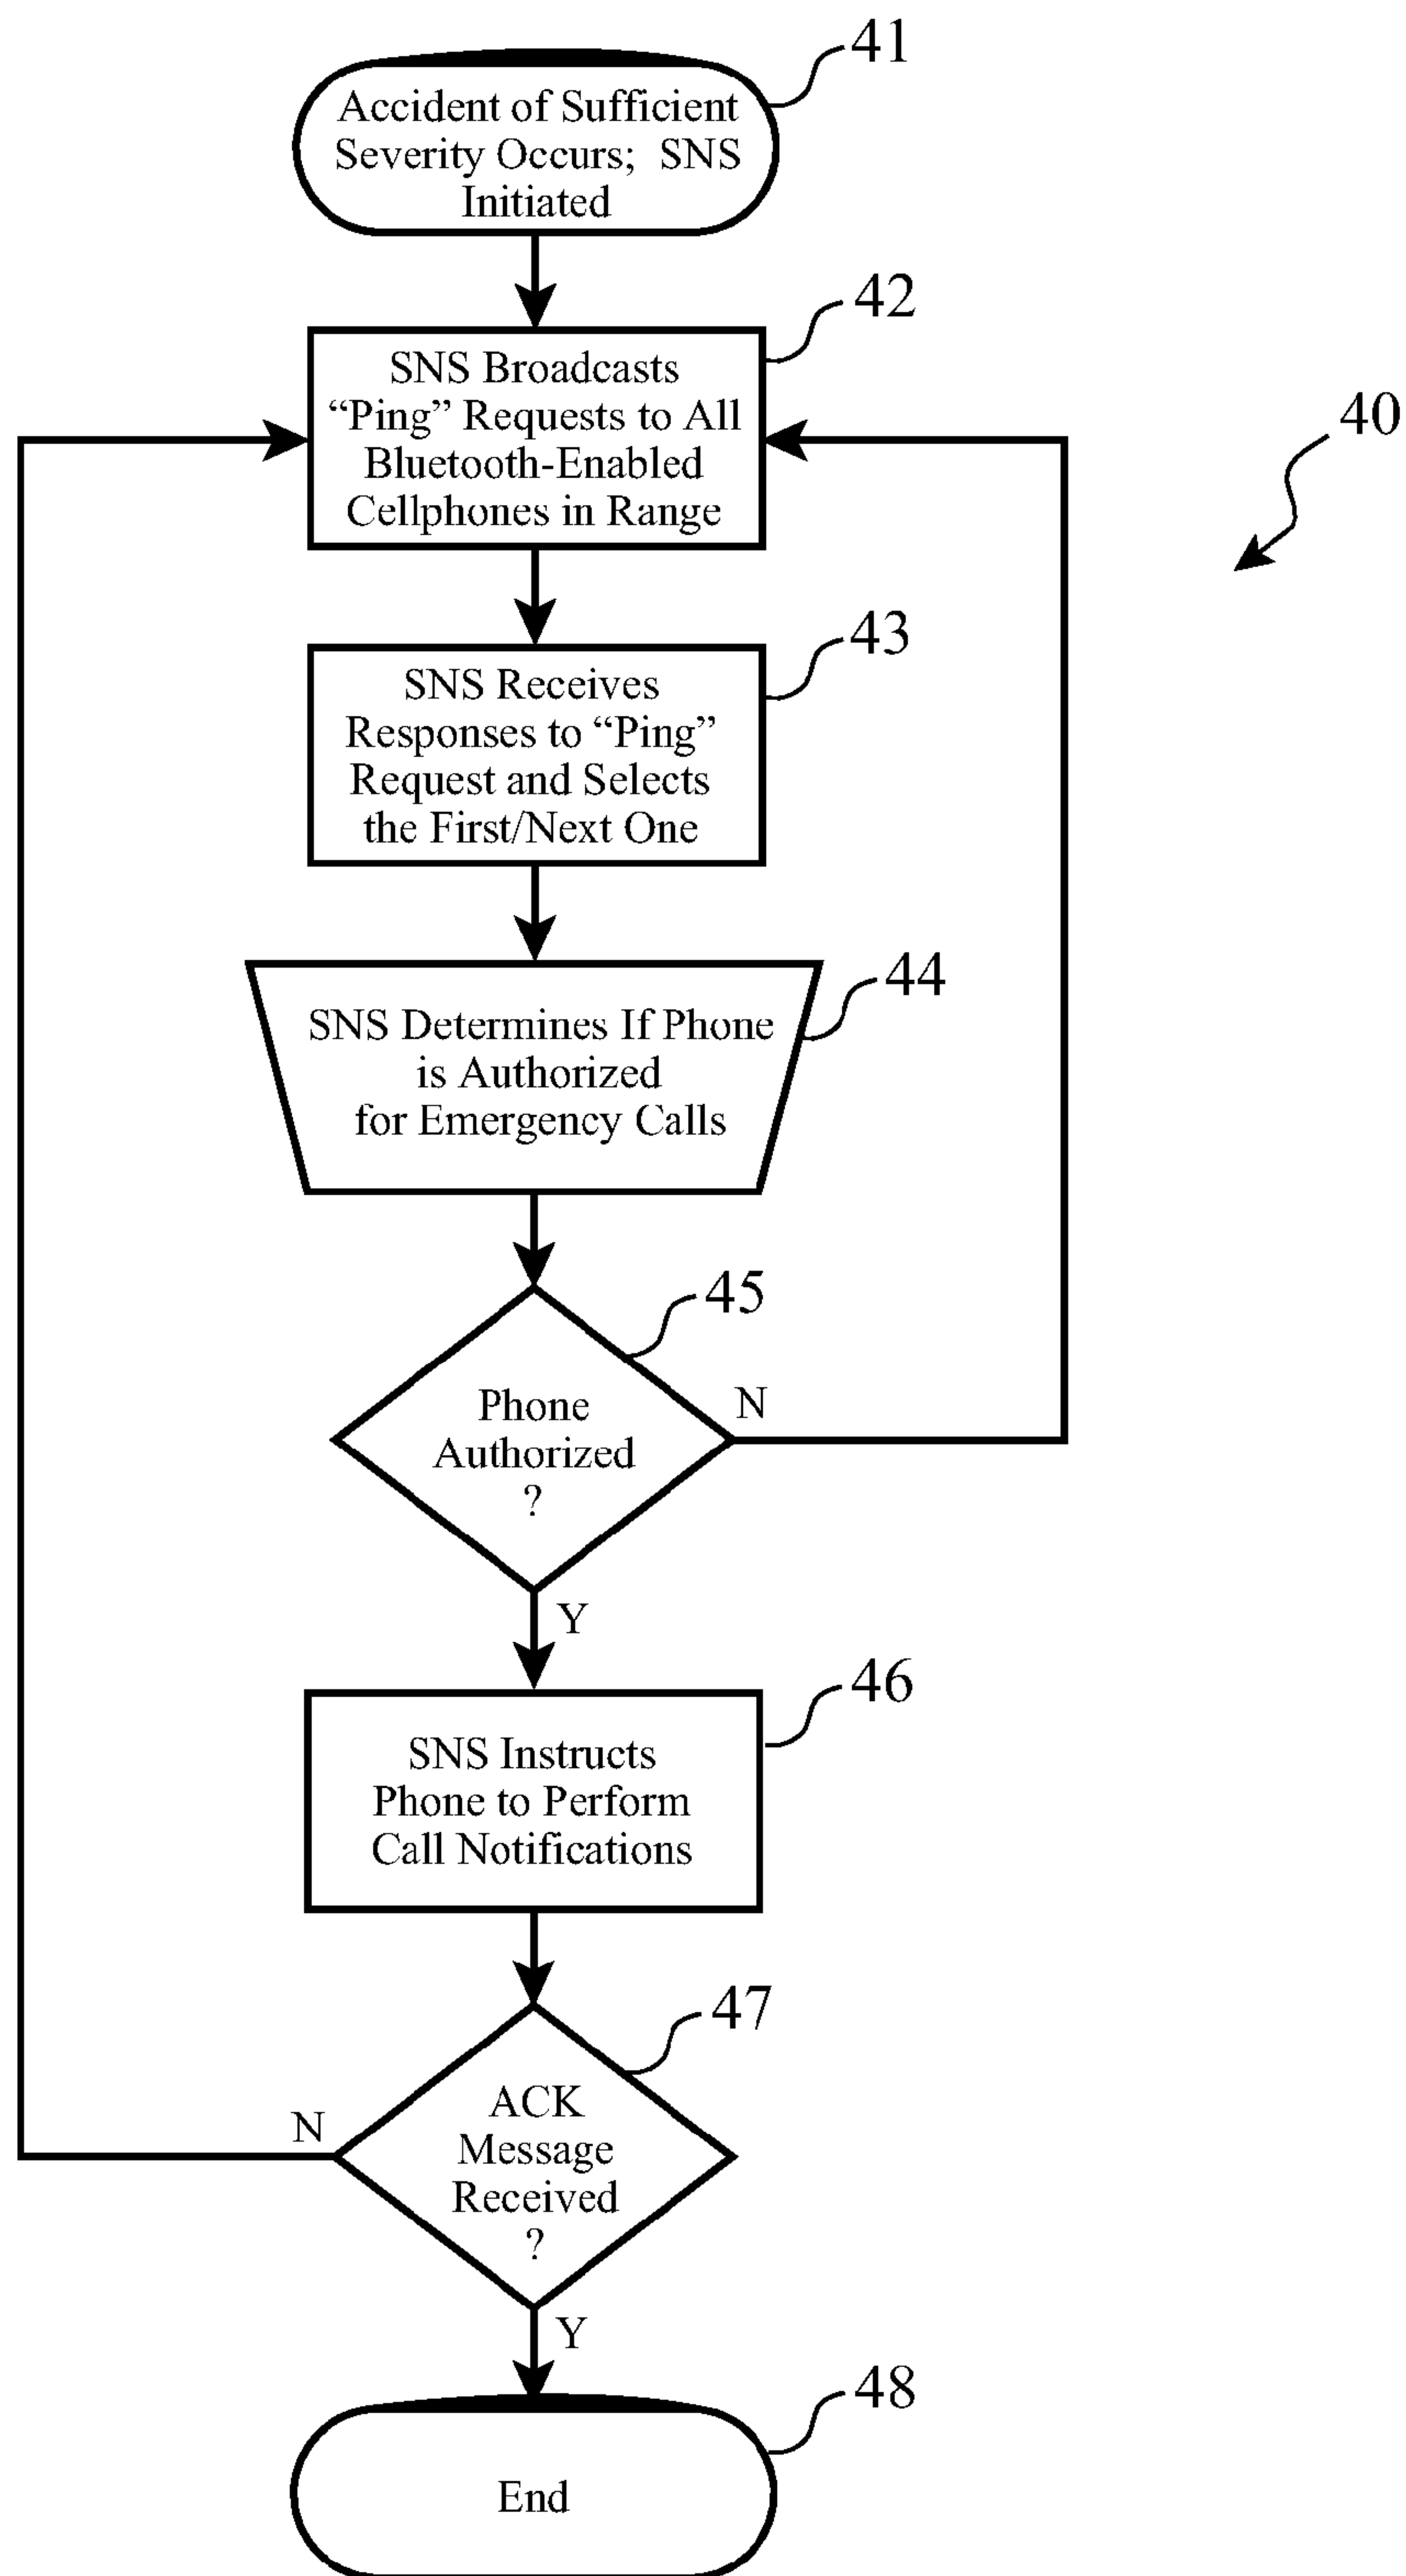 41
Accident of Sufficient
Severity Occurs; SNS
Initiated
42
SNS Broadcasts
“Ping” Requests to All
Bluetooth-Enabled
Cellphones in Range
40
43
SNS Receives
Responses to “Ping”
Request and Selects
the First/Next One
44
SNS Determines If Phone
is Authorized
for Emergency Calls
45
Phone
Authorized
?
N
Y
46
SNS Instructs
Phone to Perform
Call Notifications
47
ACK
Message
Received
?
N
Y
48
End